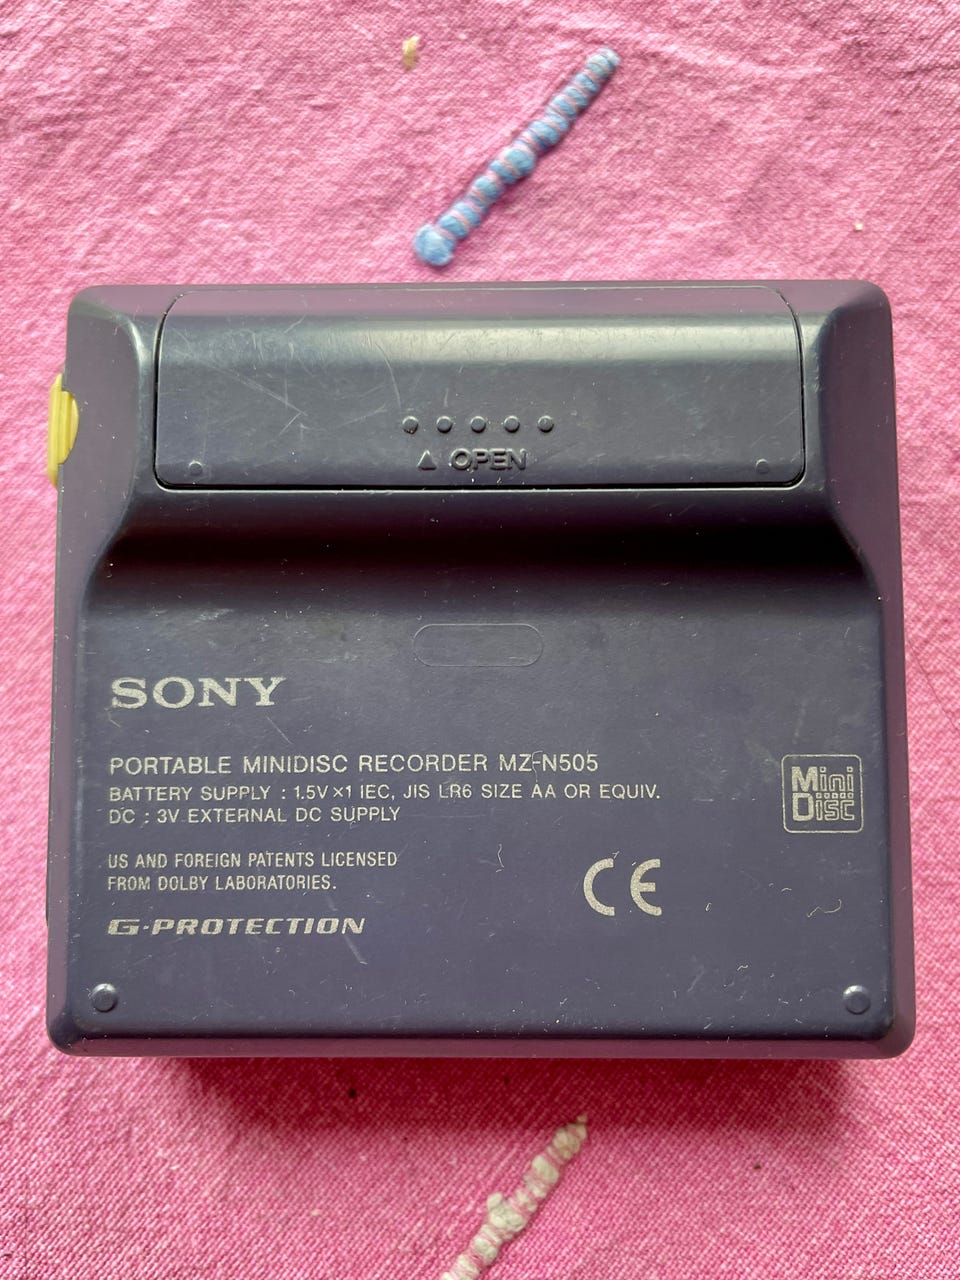 △ OPEN
SONY
PORTABLE MINIDISC RECORDER MZ-N505
BATTERY SUPPLY : 1.5V ×1 IEC, JIS LR6 SIZE AA OR EQUIV.
DC : 3V EXTERNAL DC SUPPLY
Mini
Disc
US AND FOREIGN PATENTS LICENSED
FROM DOLBY LABORATORIES.
CE
G-PROTECTION